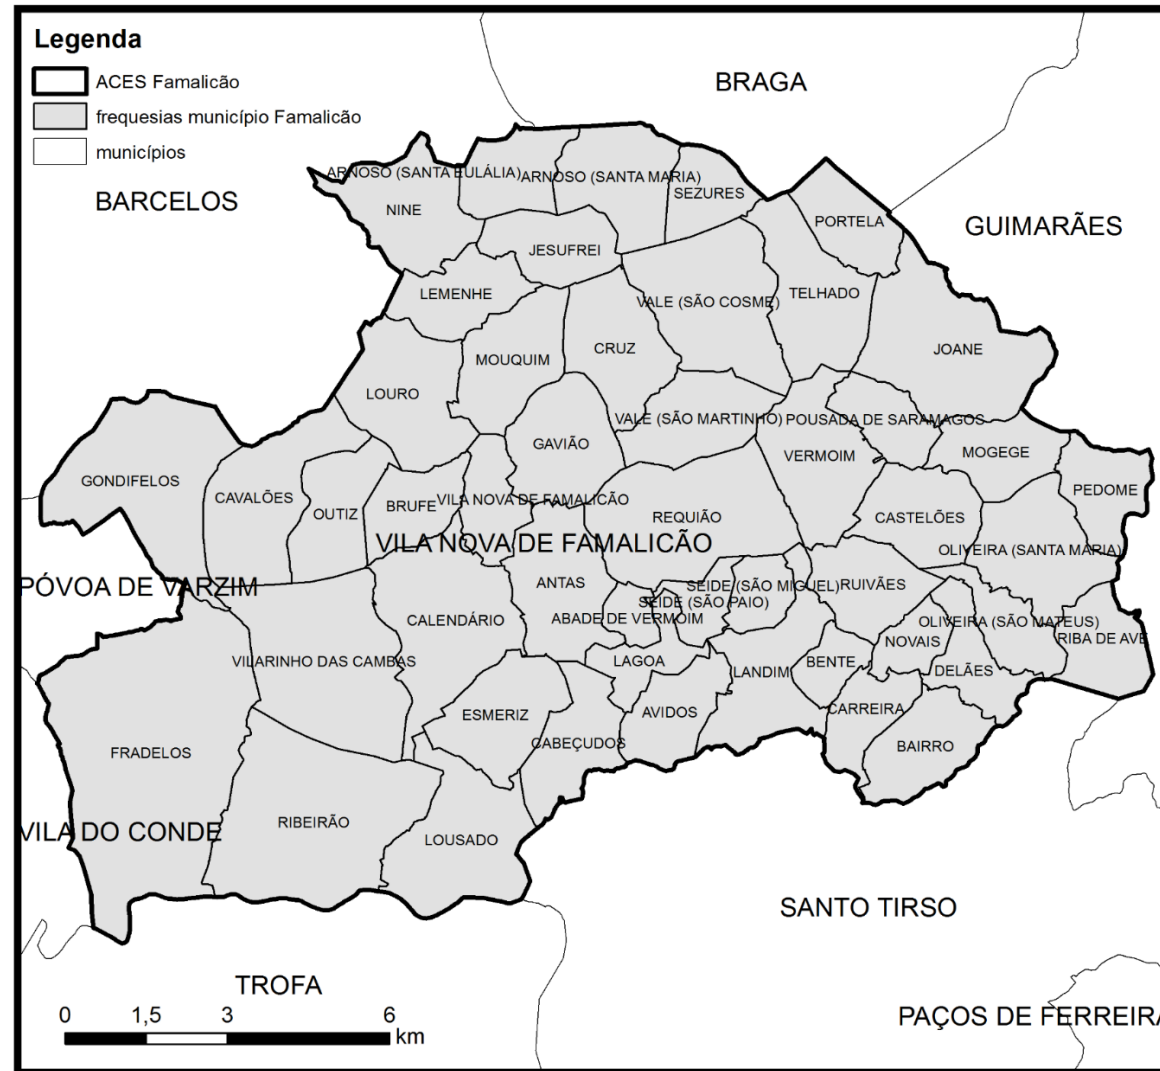 Legenda
ACES Famalicão
frequesias município Famalicão
municípios
BRAGA
BARCELOS
GUIMARÃES
ARNOSO (SANTA EULÁLIA)
ARNOSO (SANTA MARIA)
SEZURES
NINE
PORTELA
JESUFREI
LEMENHE
VALE (SÃO COSME)
TELHADO
MOUQUIM
CRUZ
JOANE
LOURO
VALE (SÃO MARTINHO)
POUSADA DE SARAMAGOS
GAVIÃO
VERMOIM
MOGEGE
GONDIFELOS
CAVALÕES
OUTIZ
BRUFE
VILA NOVA DE FAMALICÃO
REQUIÃO
CASTELÕES
PEDOME
VILA NOVA DE FAMALICÃO
OLIVEIRA (SANTA MARIA)
PÓVOA DE VARZIM
ANTAS
SEIDE (SÃO MIGUEL)
RUIVÃES
SEIDE (SÃO PAIO)
CALENDÁRIO
ABADE DE VERMOIM
OLIVEIRA (SÃO MATEUS)
NOVAIS
RIBA DE AVE
VILARINHO DAS CAMBAS
LAGOA
LANDIM
BENTE
DELÃES
ESMERIZ
AVIDOS
CARREIRA
FRADELOS
CABEÇUDOS
BAIRRO
VILA DO CONDE
RIBEIRÃO
LOUSADO
SANTO TIRSO
TROFA
PAÇOS DE FERREIRA
0 1,5 3 6
km